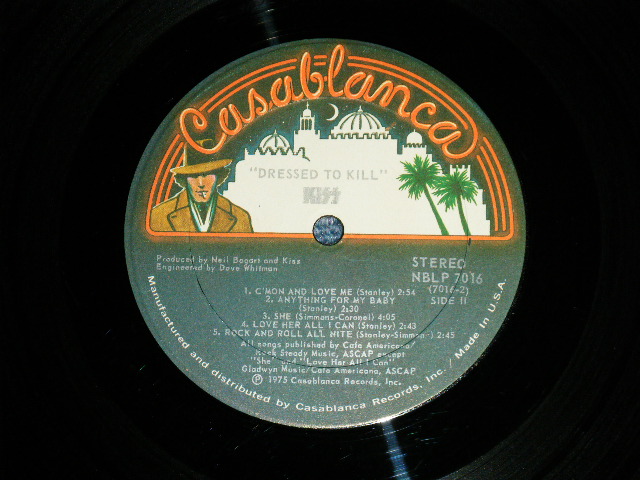 Casablanca
"DRESSED TO KILL"
KISS
Produced by Neil Bogart and Kiss
Engineered by Dave Whitman
STEREO
NBLP 7016
(7016-2)
SIDE II
1. C'MON AND LOVE ME (Stanley) 2:54
2. ANYTHING FOR MY BABY
(Stanley) 2:30
3. SHE (Simmons-Coronel) 4:05
4. LOVE HER ALL I CAN (Stanley) 2:43
5. ROCK AND ROLL ALL NITE (Stanley-Simmons) 2:45
All songs published by Cafe Americana
Rock Steady Music, ASCAP except
"She" and "Love Her All I Can"
Gladwyn Music/Cafe Americana, ASCAP
Ⓟ 1975 Casablanca Records, Inc.
Manufactured and distributed by Casablanca Records, Inc. / Made in U.S.A.